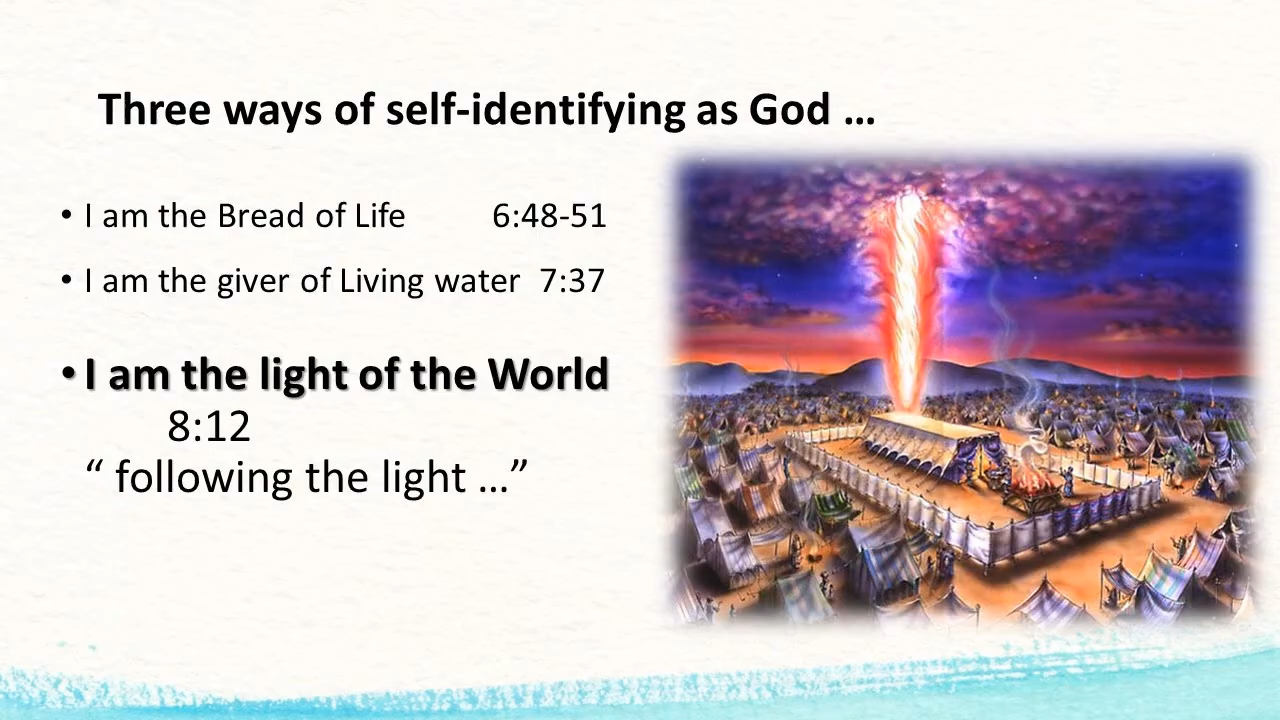 Three ways of self-identifying as God ...
• I am the Bread of Life 6:48-51
• I am the giver of Living water 7:37
• I am the light of the World
8:12
“ following the light ...”